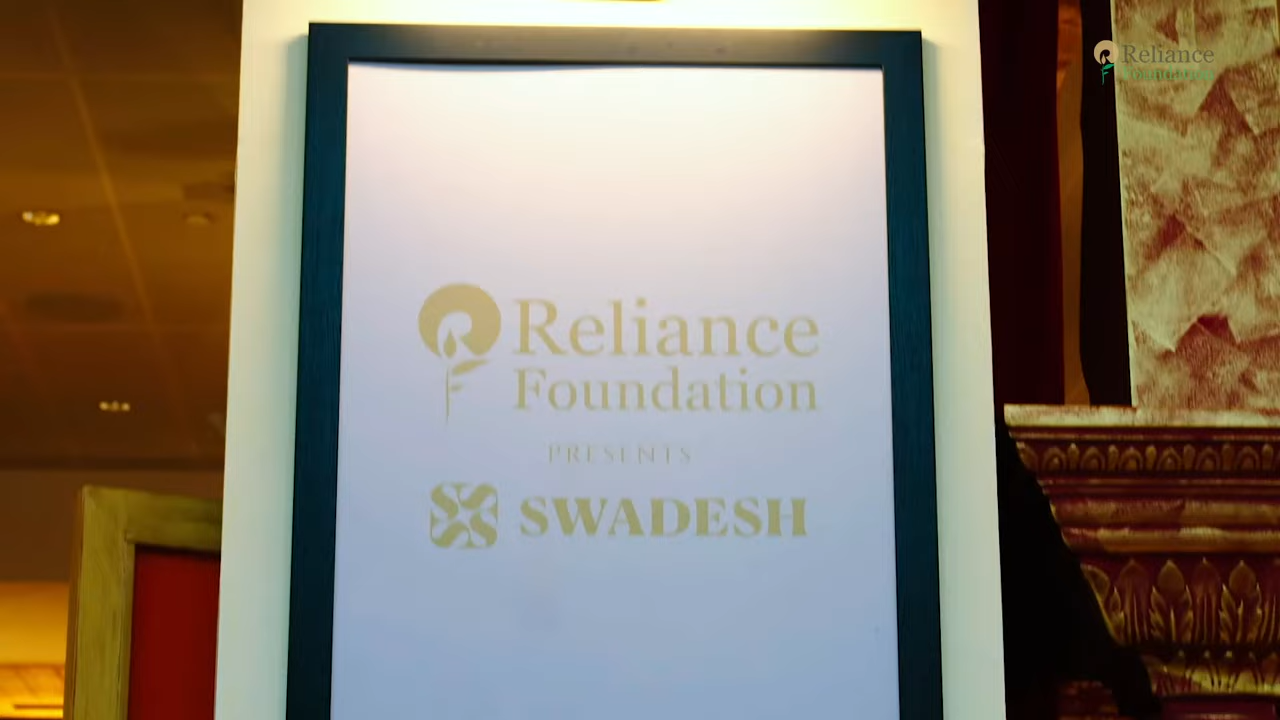 Reliance
Foundation
PRESENTS
SWADESH
Reliance
Foundation